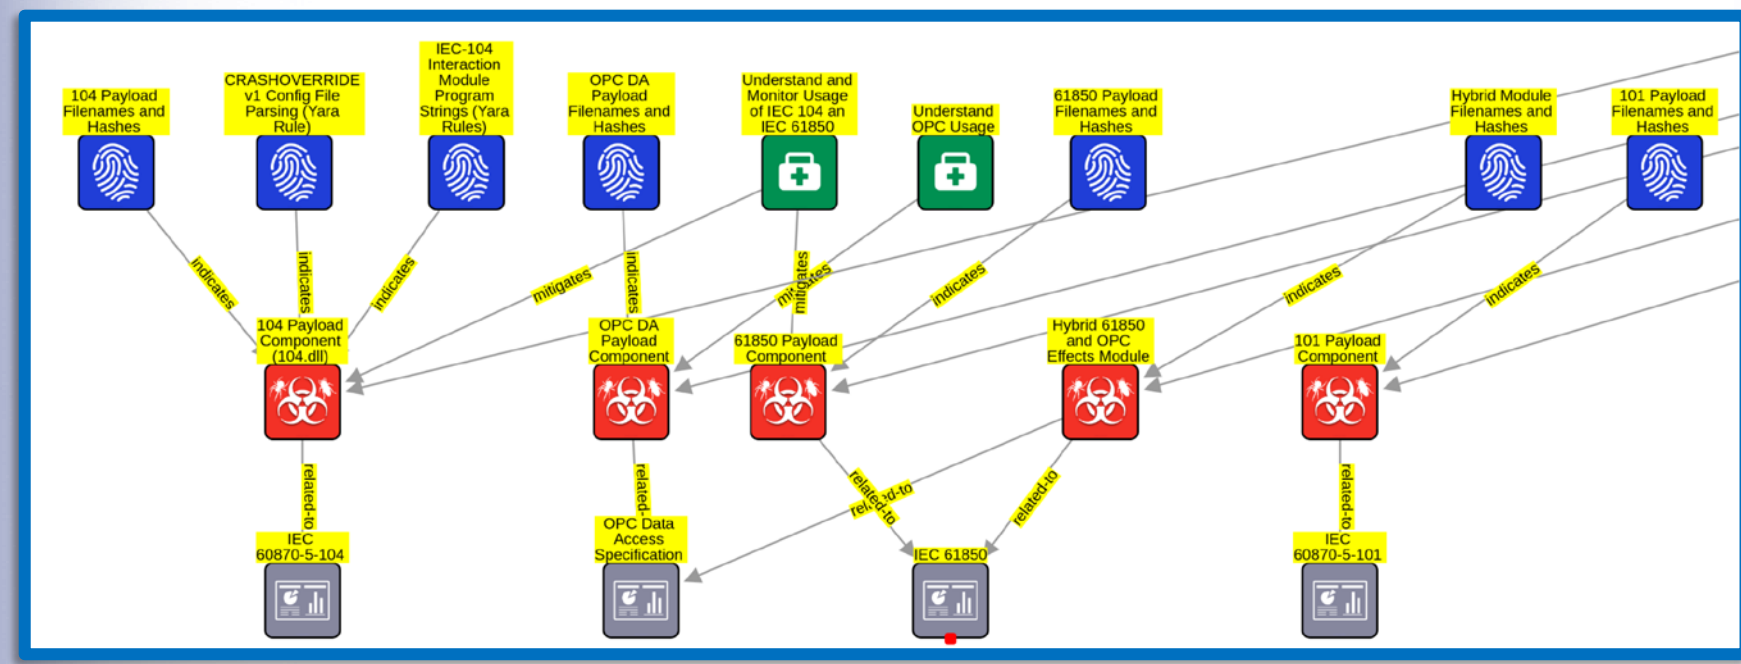 104 Payload
Filenames and
Hashes
CRASHOVERRIDE
v1 Config File
Parsing (Yara
Rule)
IEC-104
Interaction
Module
Program
Strings (Yara
Rules)
OPC DA
Payload
Filenames and
Hashes
Understand and
Monitor Usage
of IEC 104 an
IEC 61850
Understand
OPC Usage
61850 Payload
Filenames and
Hashes
Hybrid Module
Filenames and
Hashes
101 Payload
Filenames and
Hashes
indicates
indicates
indicates
mitigates
indicates
mitigates
indicates
indicates
indicates
104 Payload
Component
(104.dll)
OPC DA
Payload
Component
61850 Payload
Component
Hybrid 61850
and OPC
Effects Module
101 Payload
Component
related-to
related-
related-to
related-to
related-to
IEC
60870-5-104
OPC Data
Access
Specification
IEC 61850
IEC
60870-5-101